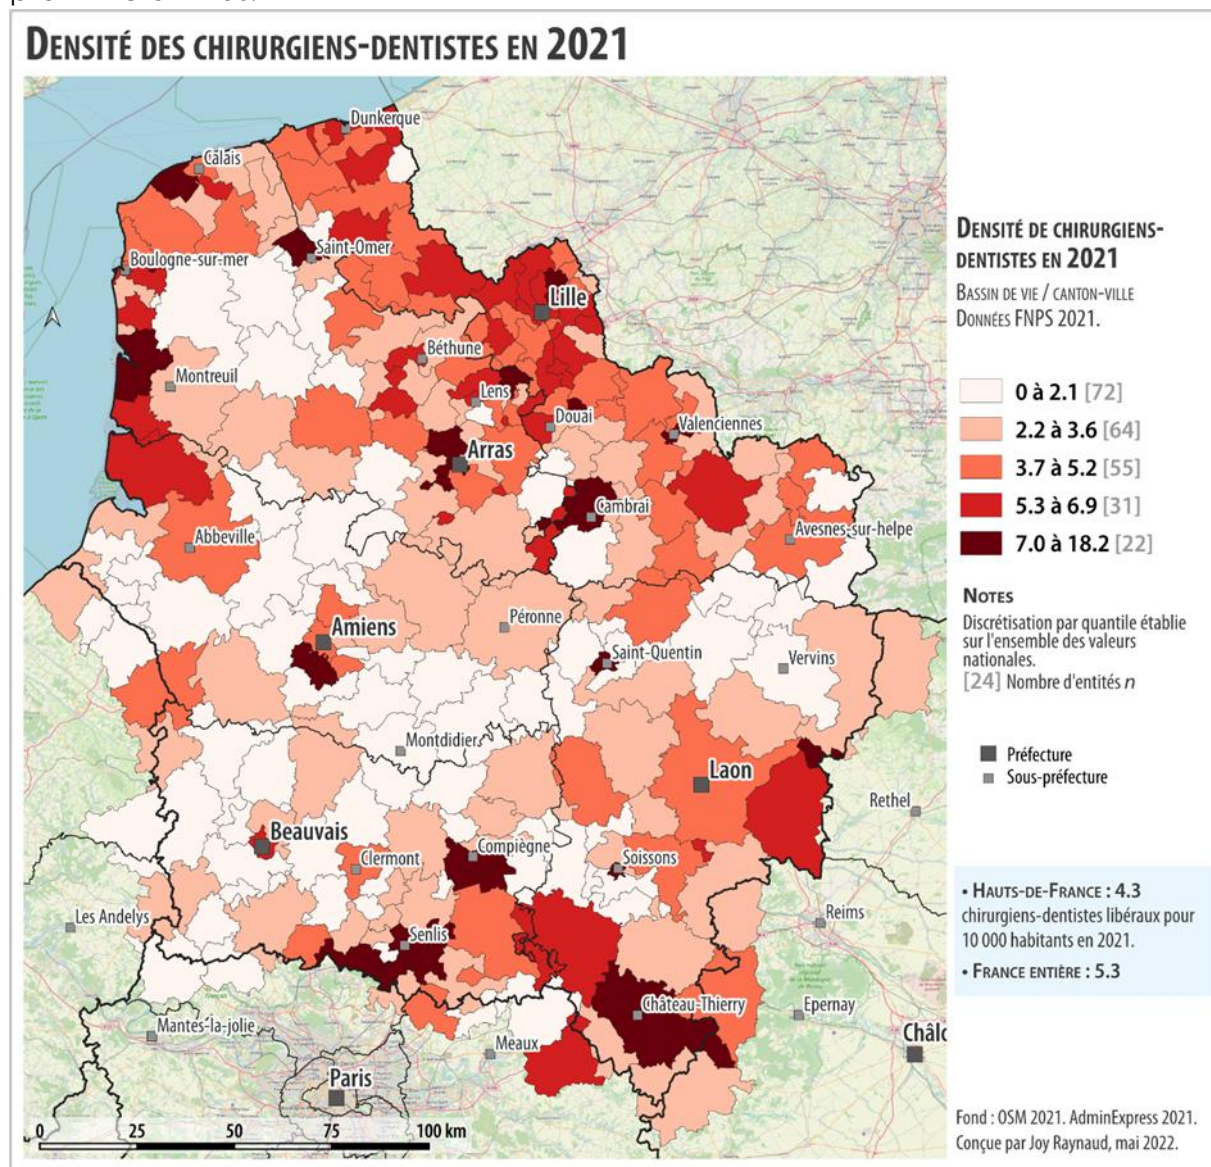 DENSITÉ DES CHIRURGIENS-DENTISTES EN 2021
Dunkerque
Calais
Saint-Omer
Boulogne-sur-mer
Lille
Béthune
Montreuil
Lens
Douai
Valenciennes
Arras
Cambrai
Abbeville
Avesnes-sur-helpe
Péronne
Amiens
Saint-Quentin
Vervins
Montdidier
Laon
Rethel
Beauvais
Compiègne
Clermont
Soissons
Les Andelys
Reims
Senlis
Château-Thierry
Epernay
Mantes-la-jolie
Meaux
Châlo
Paris
0 25 50 75 100 km
DENSITÉ DE CHIRURGIENS-
DENTISTES EN 2021
BASSIN DE VIE / CANTON-VILLE
DONNÉES FNPS 2021.
0 à 2.1 [72]
2.2 à 3.6 [64]
3.7 à 5.2 [55]
5.3 à 6.9 [31]
7.0 à 18.2 [22]
NOTES
Discrétisation par quantile établie
sur l'ensemble des valeurs
nationales.
[24] Nombre d'entités n
Préfecture
Sous-préfecture
• HAUTS-DE-FRANCE : 4.3
chirurgiens-dentistes libéraux pour
10 000 habitants en 2021.
• FRANCE ENTIÈRE : 5.3
Fond : OSM 2021. AdminExpress 2021.
Conçue par Joy Raynaud, mai 2022.